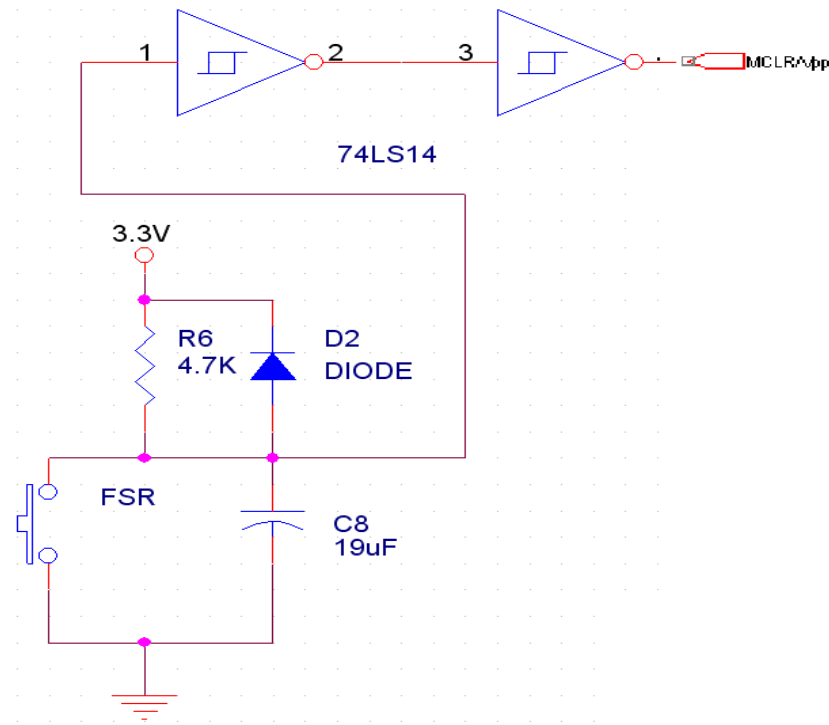 1
2
3
MCLR/Vpp
74LS14
3.3V
R6
4.7K
D2
DIODE
FSR
C8
19uF